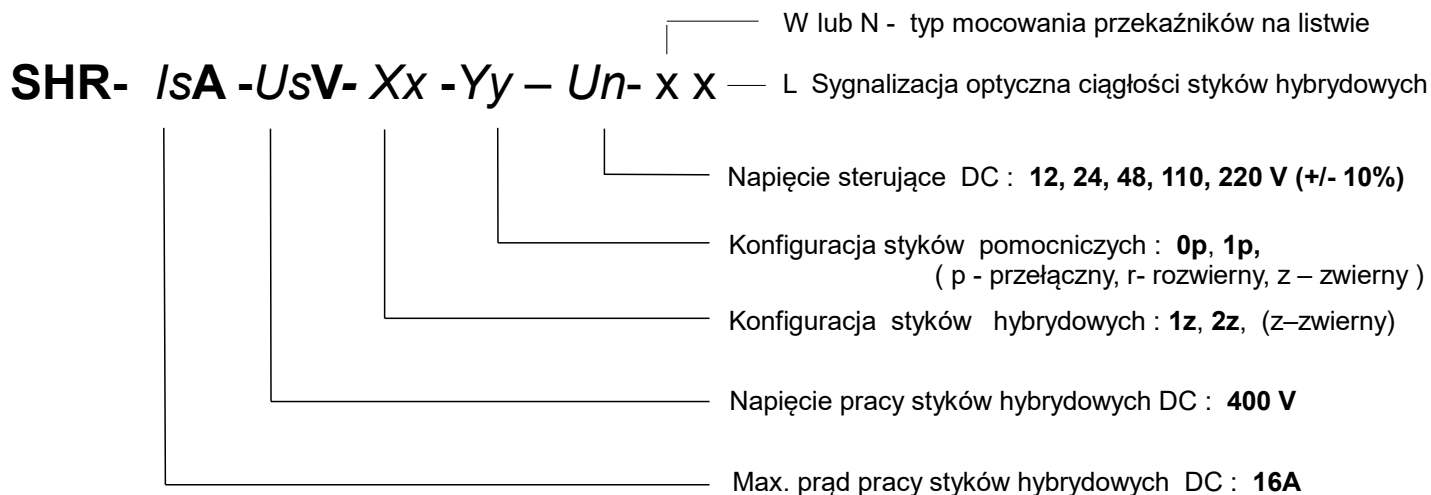 W lub N - typ mocowania przekaźników na listwie
SHR- IsA -UsV- Xx -Yy – Un- x x
L Sygnalizacja optyczna ciągłości styków hybrydowych
Napięcie sterujące DC : 12, 24, 48, 110, 220 V (+/- 10%)
Konfiguracja styków pomocniczych : 0p, 1p,
( p - przełączny, r- rozwierny, z – zwierny )
Konfiguracja styków hybrydowych : 1z, 2z, (z–zwierny)
Napięcie pracy styków hybrydowych DC : 400 V
Max. prąd pracy styków hybrydowych DC : 16A